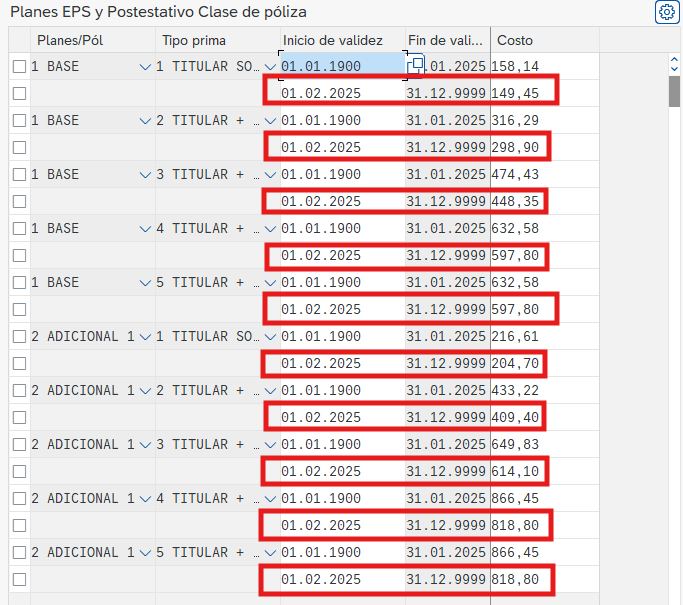 Planes EPS y Postestativo Clase de póliza
Planes/Pól Tipo prima Inicio de validez Fin de vali... Costo
1 BASE 1 TITULAR SO... 01.01.1900 .01.2025 158,14
01.02.2025 31.12.9999 149,45
1 BASE 2 TITULAR + ... 01.01.1900 31.01.2025 316,29
01.02.2025 31.12.9999 298,90
1 BASE 3 TITULAR + ... 01.01.1900 31.01.2025 474,43
01.02.2025 31.12.9999 448,35
1 BASE 4 TITULAR + ... 01.01.1900 31.01.2025 632,58
01.02.2025 31.12.9999 597,80
1 BASE 5 TITULAR + ... 01.01.1900 31.01.2025 632,58
01.02.2025 31.12.9999 597,80
2 ADICIONAL 1 1 TITULAR SO... 01.01.1900 31.01.2025 216,61
01.02.2025 31.12.9999 204,70
2 ADICIONAL 1 2 TITULAR + ... 01.01.1900 31.01.2025 433,22
01.02.2025 31.12.9999 409,40
2 ADICIONAL 1 3 TITULAR + ... 01.01.1900 31.01.2025 649,83
01.02.2025 31.12.9999 614,10
2 ADICIONAL 1 4 TITULAR + ... 01.01.1900 31.01.2025 866,45
01.02.2025 31.12.9999 818,80
2 ADICIONAL 1 5 TITULAR + ... 01.01.1900 31.01.2025 866,45
01.02.2025 31.12.9999 818,80